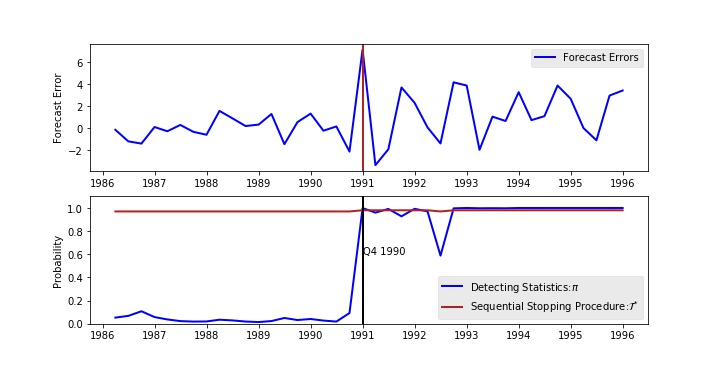 Forecast Error
6
4
2
0
−2
Forecast Errors
1986 1987 1988 1989 1990 1991 1992 1993 1994 1995 1996
Probability
1.0
0.8
0.6
0.4
0.2
0.0
Q4 1990
Detecting Statistics:π
Sequential Stopping Procedure:𝒯*
1986 1987 1988 1989 1990 1991 1992 1993 1994 1995 1996